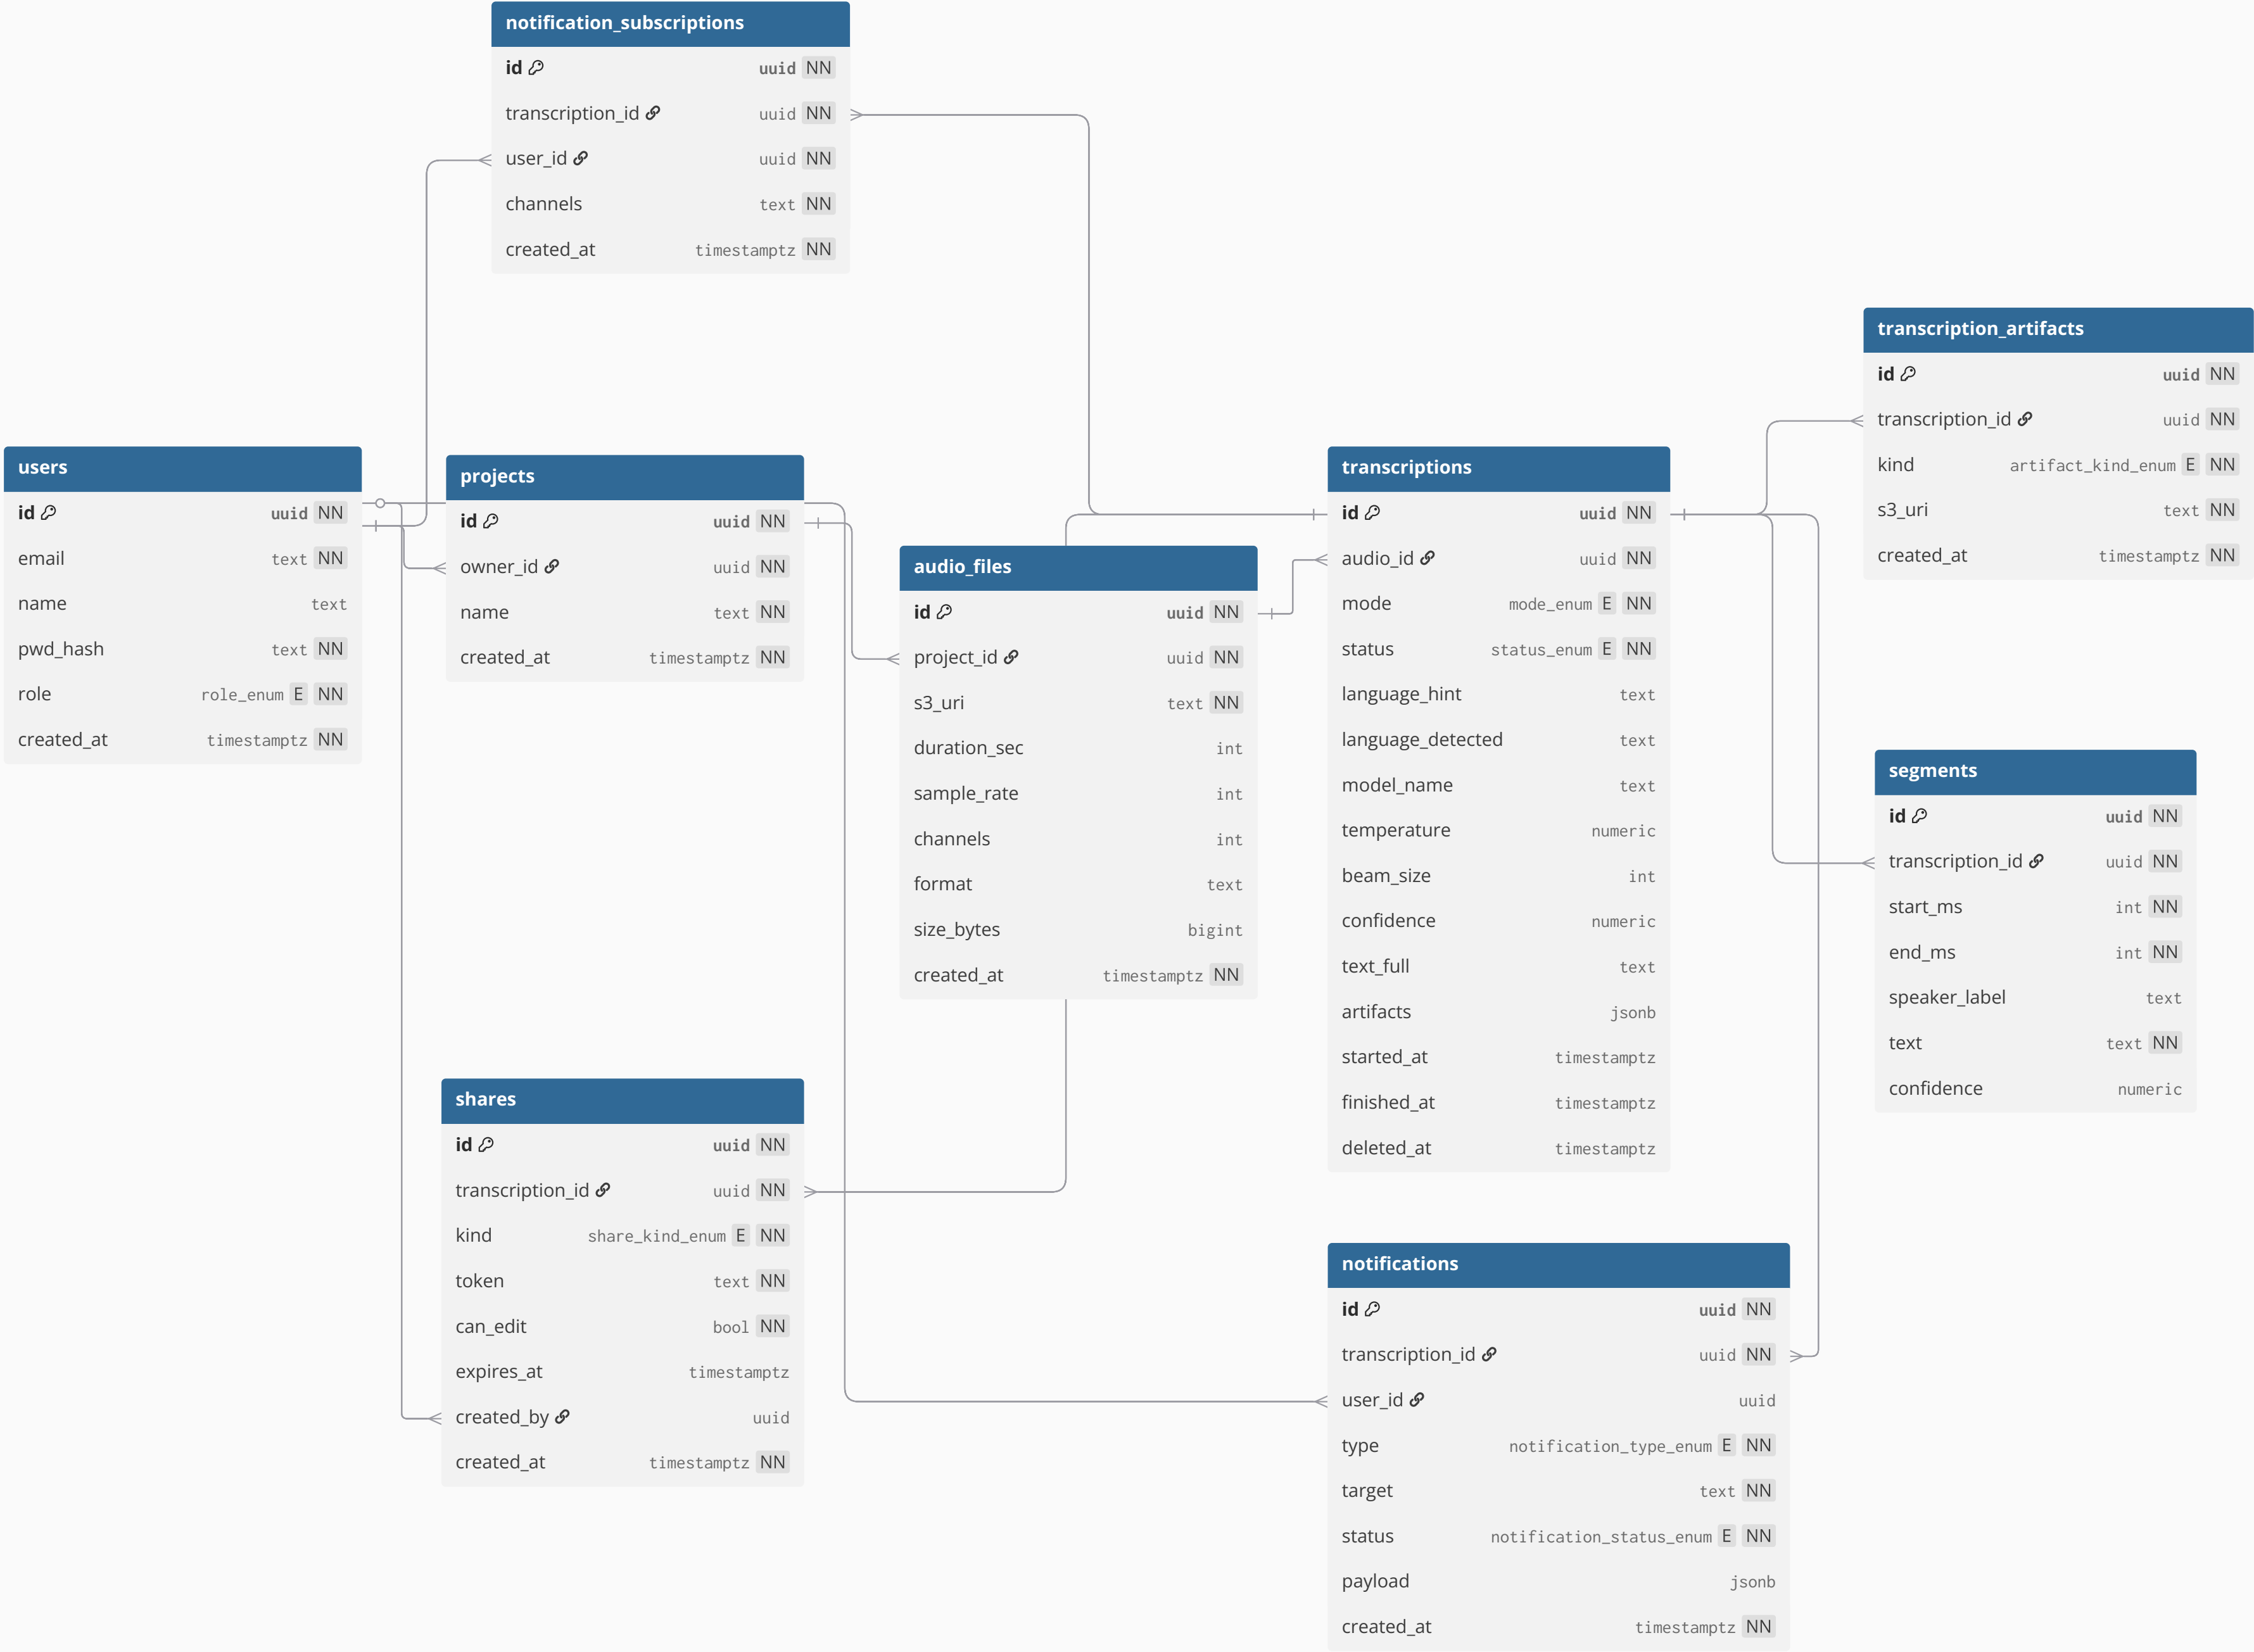 notification_subscriptions
id uuid NN
transcription_id uuid NN
user_id uuid NN
channels text NN
created_at timestamptz NN
users
id uuid NN
email text NN
name text
pwd_hash text NN
role role_enum E NN
created_at timestamptz NN
projects
id uuid NN
owner_id uuid NN
name text NN
created_at timestamptz NN
audio_files
id uuid NN
project_id uuid NN
s3_uri text NN
duration_sec int
sample_rate int
channels int
format text
size_bytes bigint
created_at timestamptz NN
transcriptions
id uuid NN
audio_id uuid NN
mode mode_enum E NN
status status_enum E NN
language_hint text
language_detected text
model_name text
temperature numeric
beam_size int
confidence numeric
text_full text
artifacts jsonb
started_at timestamptz
finished_at timestamptz
deleted_at timestamptz
transcription_artifacts
id uuid NN
transcription_id uuid NN
kind artifact_kind_enum E NN
s3_uri text NN
created_at timestamptz NN
segments
id uuid NN
transcription_id uuid NN
start_ms int NN
end_ms int NN
speaker_label text
text text NN
confidence numeric
shares
id uuid NN
transcription_id uuid NN
kind share_kind_enum E NN
token text NN
can_edit bool NN
expires_at timestamptz
created_by uuid
created_at timestamptz NN
notifications
id uuid NN
transcription_id uuid NN
user_id uuid
type notification_type_enum E NN
target text NN
status notification_status_enum E NN
payload jsonb
created_at timestamptz NN